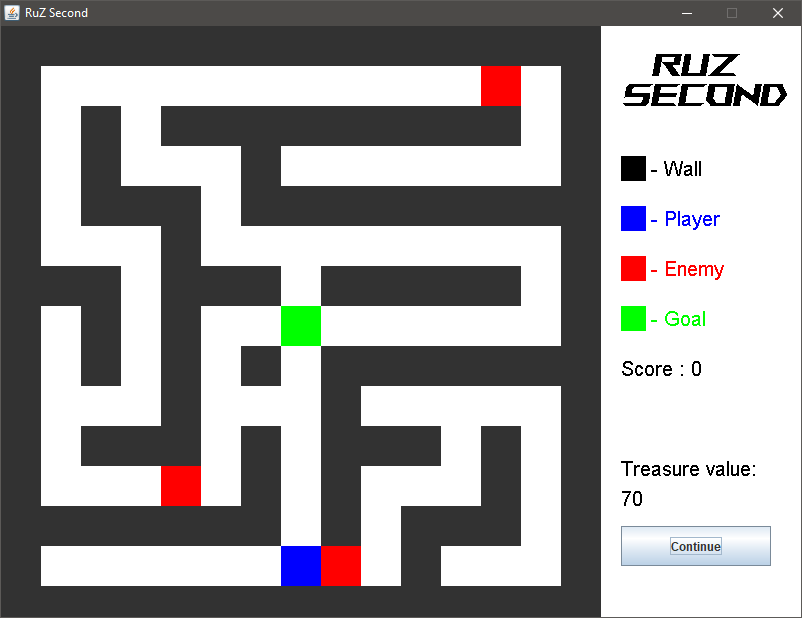 RuZ Second
RUZ
SECOND
- Wall
- Player
- Enemy
- Goal
Score : 0
Treasure value:
70
Continue